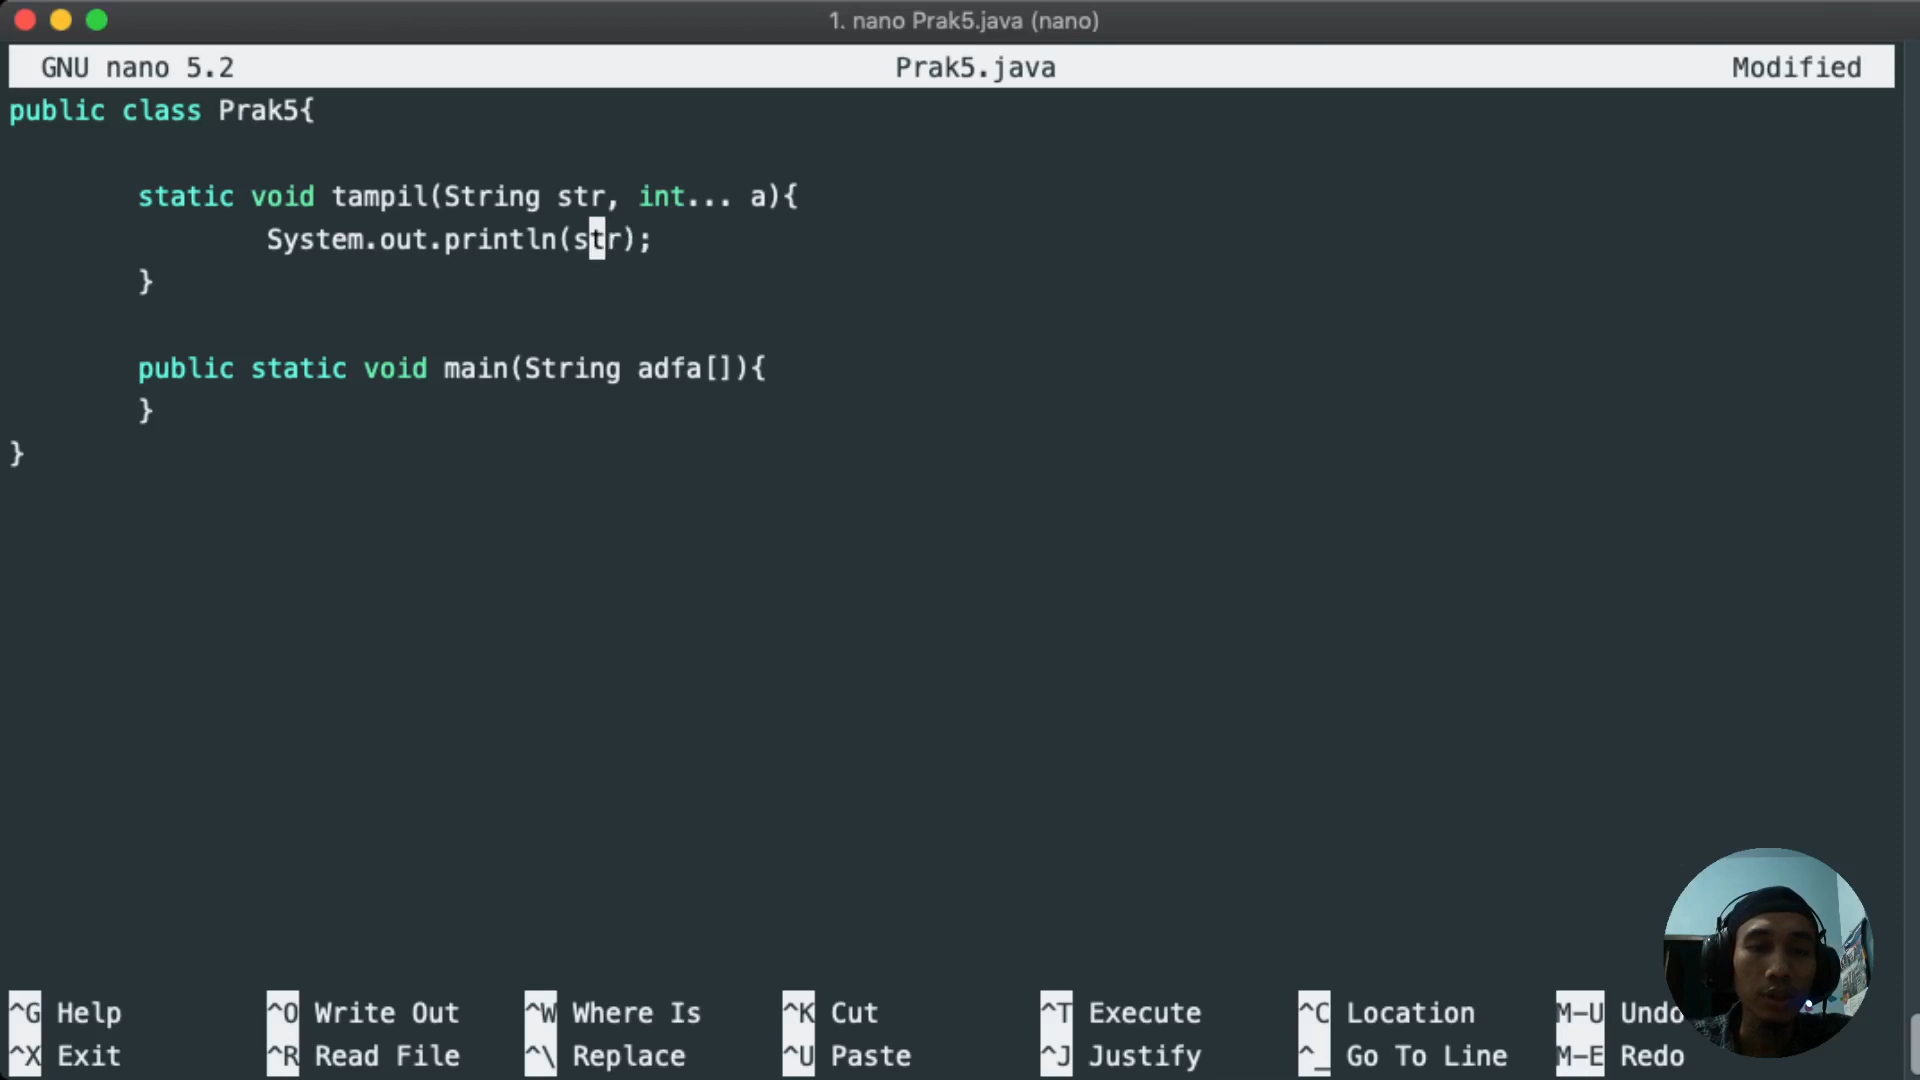 1. nano Prak5.java (nano)
GNU nano 5.2 Prak5.java Modified
public class Prak5{
static void tampil(String str, int... a){
System.out.println(str);
}
public static void main(String adfa[]){
}
}
^G Help ^O Write Out ^W Where Is ^K Cut ^T Execute ^C Location M-U Undo
^X Exit ^R Read File ^\ Replace ^U Paste ^J Justify ^_ Go To Line M-E Redo